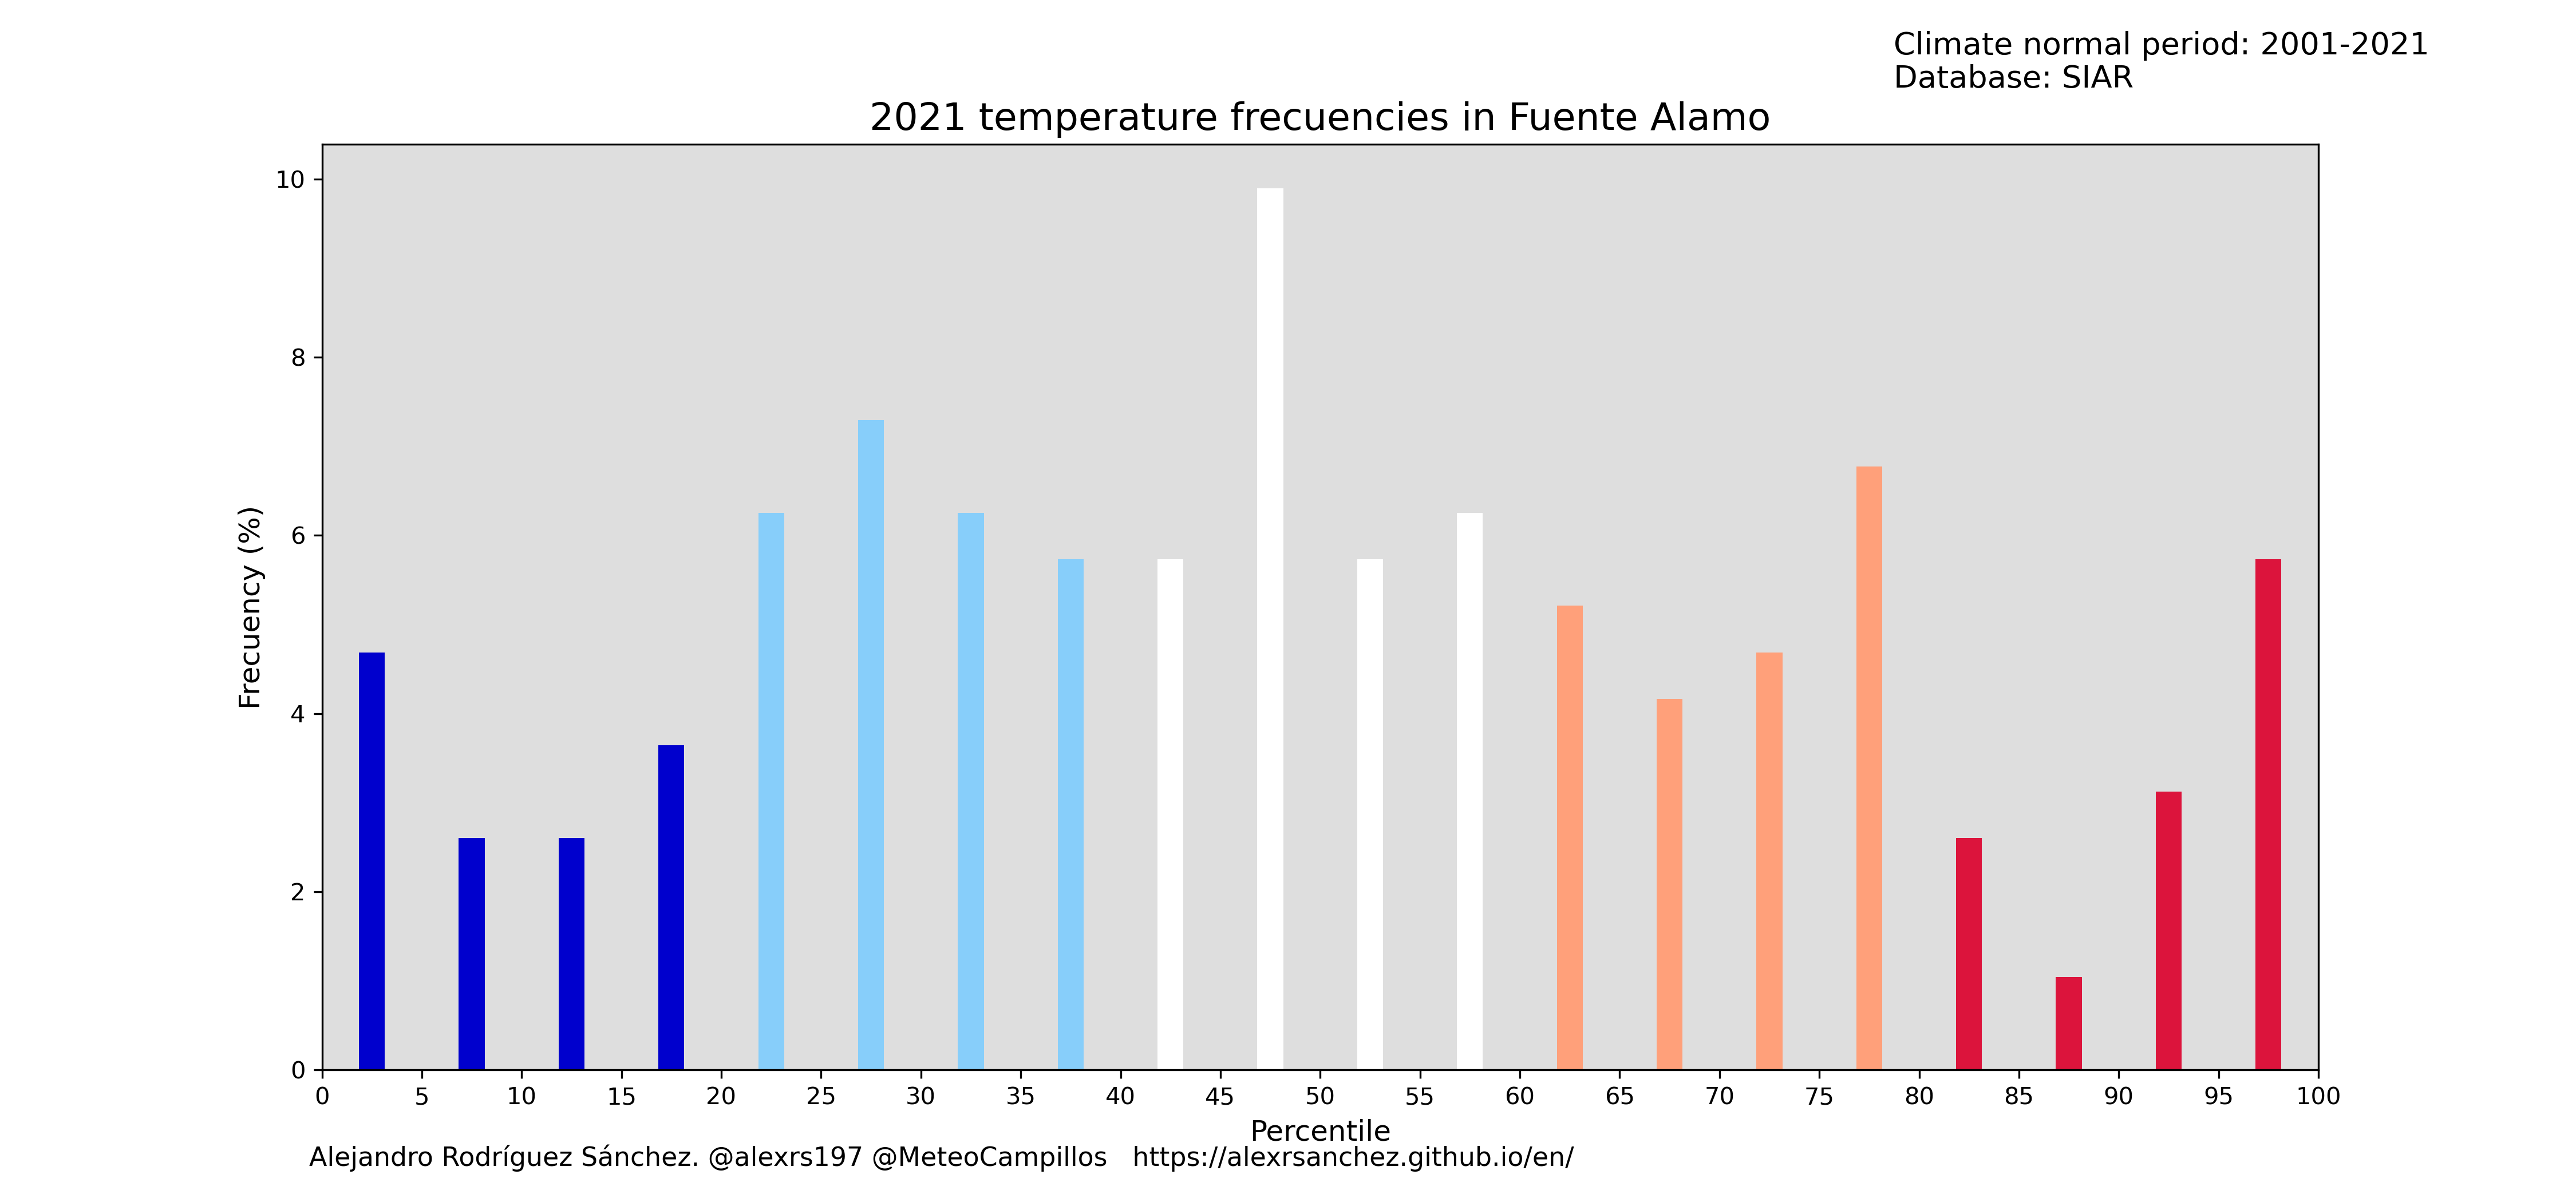 Climate normal period: 2001-2021
Database: SIAR
2021 temperature frecuencies in Fuente Alamo
Frecuency (%)
10
8
6
4
2
0
0 5 10 15 20 25 30 35 40 45 50 55 60 65 70 75 80 85 90 95 100
Percentile
Alejandro Rodríguez Sánchez. @alexrs197 @MeteoCampillos https://alexrsanchez.github.io/en/